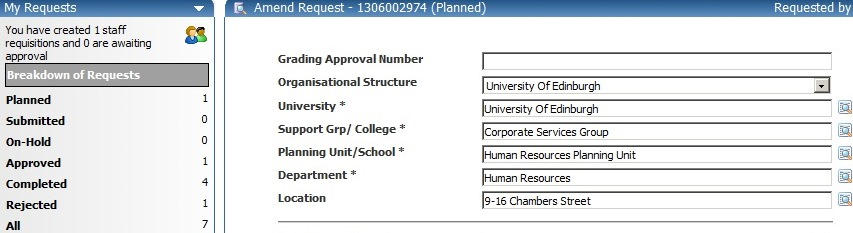 My Requests
You have created 1 staff
requisitions and 0 are awaiting
approval
Breakdown of Requests
Planned 1
Submitted 0
On-Hold 0
Approved 1
Completed 4
Rejected 1
All 7
Amend Request - 1306002974 (Planned) Requested by
Grading Approval Number
Organisational Structure University Of Edinburgh
University * University Of Edinburgh
Support Grp/ College * Corporate Services Group
Planning Unit/School * Human Resources Planning Unit
Department * Human Resources
Location 9-16 Chambers Street